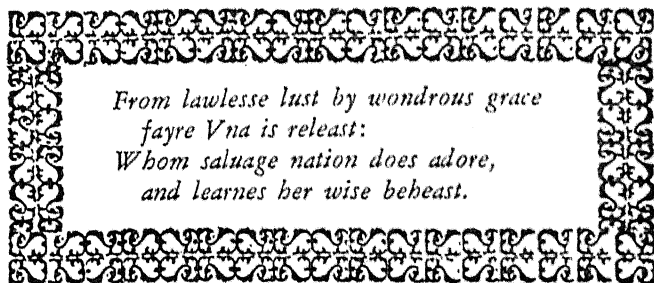 From lawlesse lust by wondrous grace
fayre Vna is releast:
Whom saluage nation does adore,
and learnes her wise beheast.